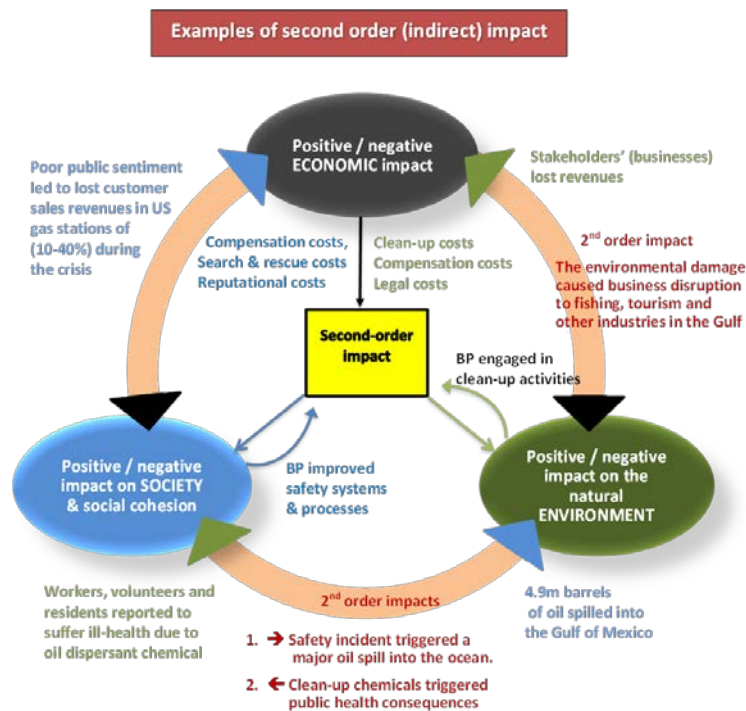 Examples of second order (indirect) impact
Positive / negative
ECONOMIC impact
Poor public sentiment
led to lost customer
sales revenues in US
gas stations of
(10-40%) during
the crisis
Stakeholders' (businesses)
lost revenues
Compensation costs,
Search & rescue costs
Reputational costs
Clean-up costs
Compensation costs
Legal costs
2nd order impact
The environmental damage
caused business disruption
to fishing, tourism and
other industries in the Gulf
Second-order
impact
BP engaged in
clean-up activities
Positive / negative
impact on SOCIETY
& social cohesion
BP improved
safety systems
& processes
Positive / negative
impact on the
natural
ENVIRONMENT
Workers, volunteers and
residents reported to
suffer ill-health due to
oil dispersant chemical
2nd order impacts
1. → Safety incident triggered a
major oil spill into the ocean.
2. ← Clean-up chemicals triggered
public health consequences
4.9m barrels
of oil spilled into
the Gulf of Mexico